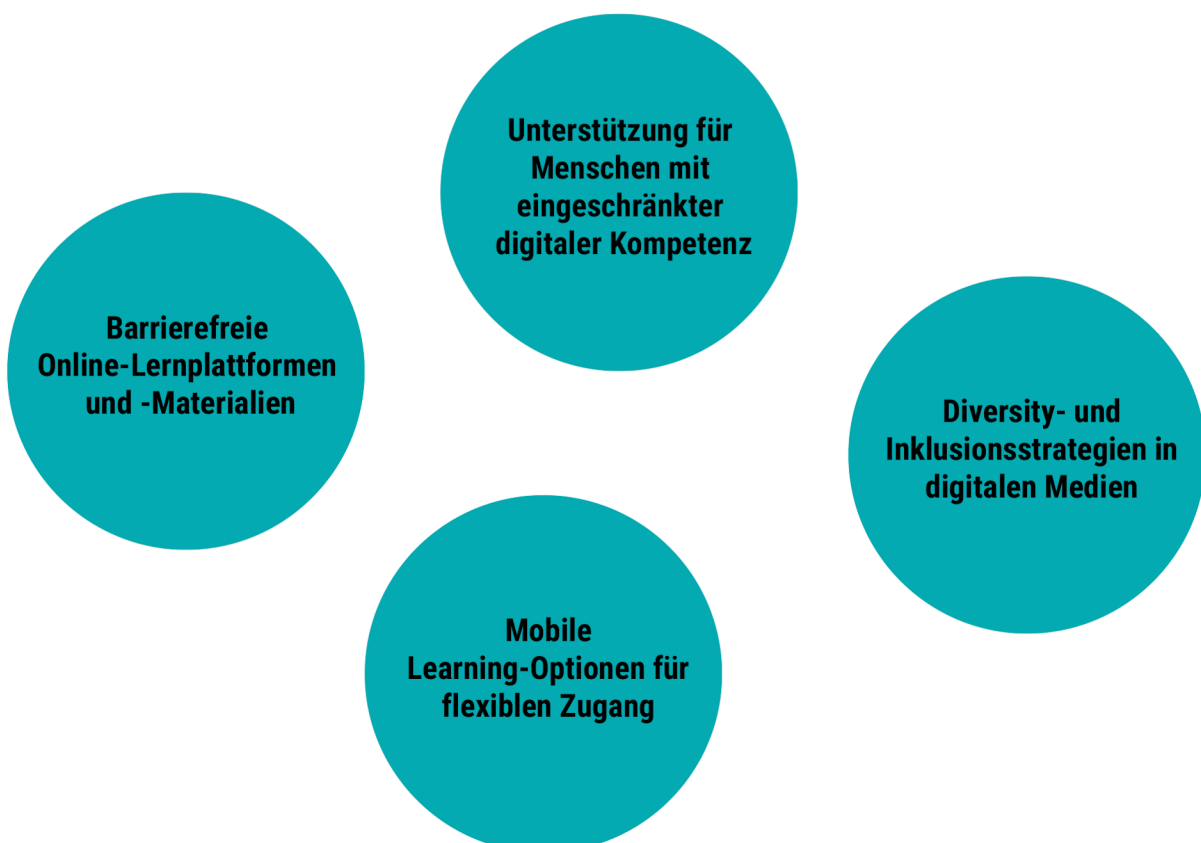 Unterstützung für
Menschen mit
eingeschränkter
digitaler Kompetenz
Barrierefreie
Online-Lernplattformen
und -Materialien
Diversity- und
Inklusionsstrategien in
digitalen Medien
Mobile
Learning-Optionen für
flexiblen Zugang